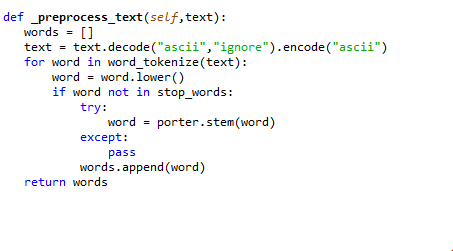 def _preprocess_text(self,text):
    words = []
    text = text.decode("ascii","ignore").encode("ascii")
    for word in word_tokenize(text):
        word = word.lower()
        if word not in stop_words:
            try:
                word = porter.stem(word)
            except:
                pass
            words.append(word)
    return words